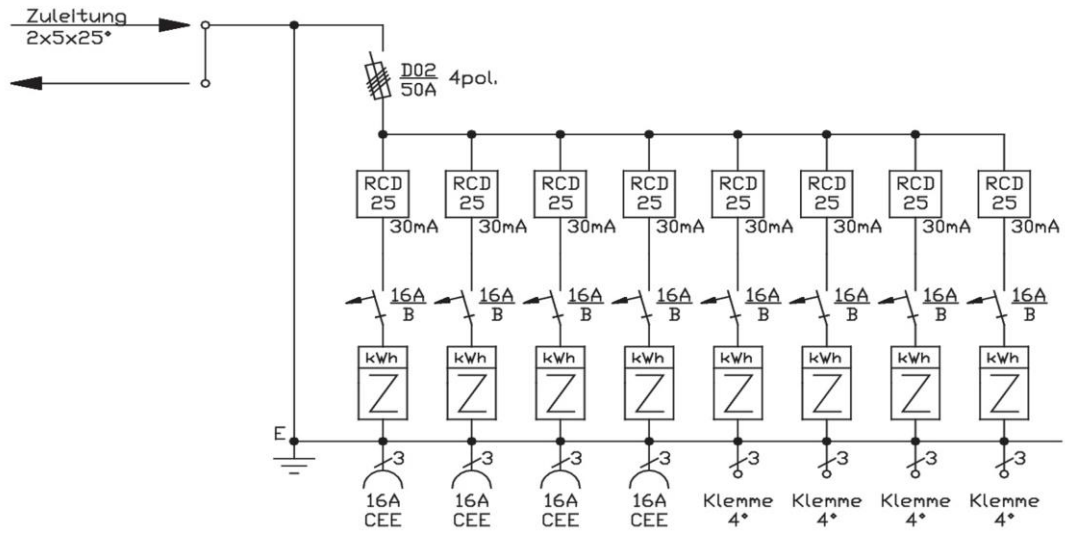 Zuleitung
2x5x25°
D02
50A
4pol.
RCD RCD RCD RCD RCD RCD RCD RCD
25 25 25 25 25 25 25 25
30mA 30mA 30mA 30mA 30mA 30mA 30mA 30mA
16A 16A 16A 16A 16A 16A 16A 16A
B B B B B B B B
kWh kWh kWh kWh kWh kWh kWh kWh
Z Z Z Z Z Z Z Z
E
3 3 3 3 3 3 3 3
16A 16A 16A 16A Klemme Klemme Klemme Klemme
CEE CEE CEE CEE 4° 4° 4° 4°